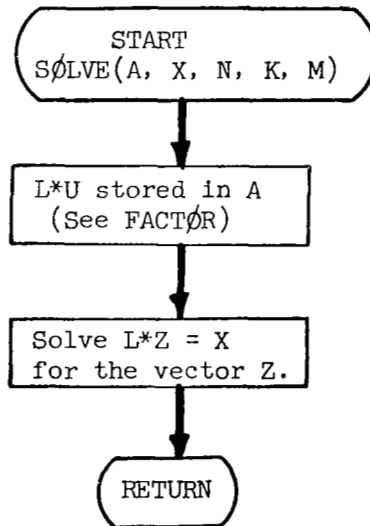 START
SØLVE(A, X, N, K, M)
L*U stored in A
(See FACTØR)
Solve L*Z = X
for the vector Z.
RETURN